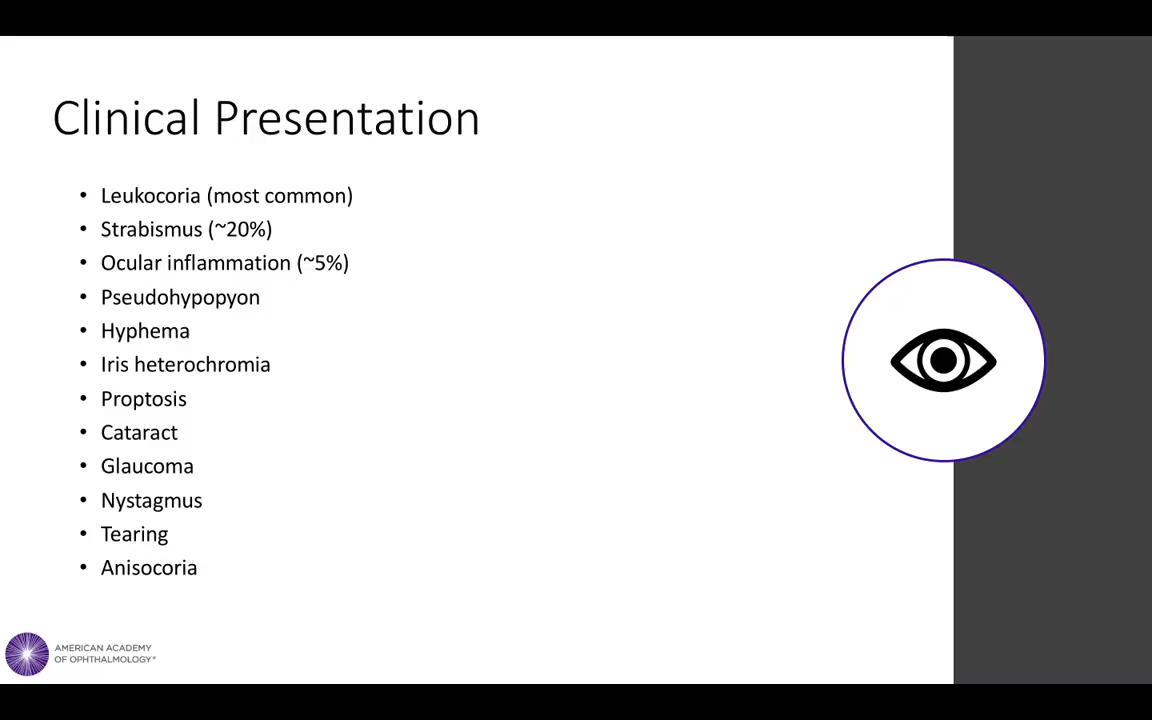 Clinical Presentation
• Leukocoria (most common)
• Strabismus (~20%)
• Ocular inflammation (~5%)
• Pseudohypopyon
• Hyphema
• Iris heterochromia
• Proptosis
• Cataract
• Glaucoma
• Nystagmus
• Tearing
• Anisocoria
AMERICAN ACADEMY
OF OPHTHALMOLOGY®